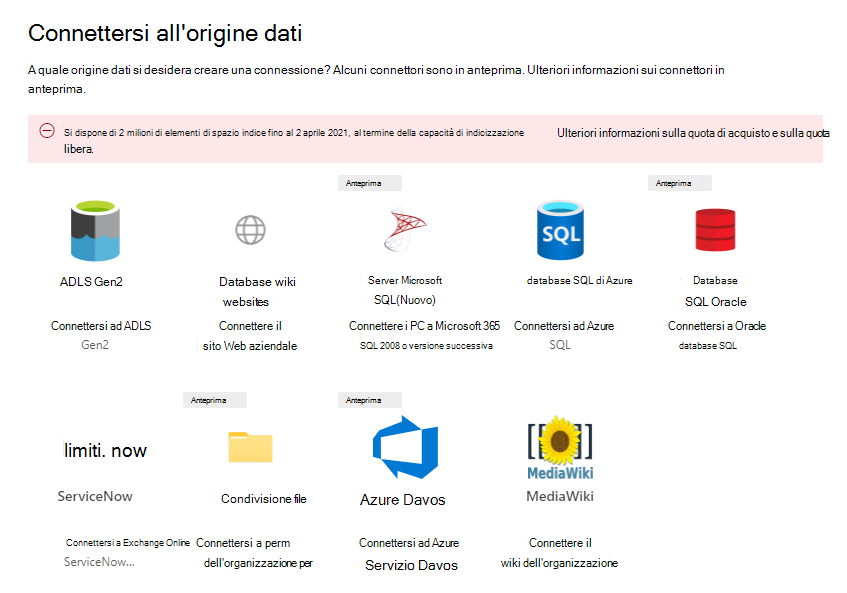 Connettersi all'origine dati
A quale origine dati si desidera creare una connessione? Alcuni connettori sono in anteprima. Ulteriori informazioni sui connettori in
anteprima.
Si dispone di 2 milioni di elementi di spazio indice fino al 2 aprile 2021, al termine della capacità di indicizzazione
libera.
Ulteriori informazioni sulla quota di acquisto e sulla quota
Anteprima
Anteprima
SQL
ADLS Gen2
Database wiki
websites
Server Microsoft
SQL(Nuovo)
database SQL di Azure
Database
SQL Oracle
Connettersi ad ADLS
Gen2
Connettere il
sito Web aziendale
Connettere i PC a Microsoft 365
SQL 2008 o versione successiva
Connettersi ad Azure
SQL
Connettersi a Oracle
database SQL
Anteprima
Anteprima
limiti. now
[[ ]]
MediaWiki
ServiceNow
Condivisione file
Azure Davos
MediaWiki
Connettersi a Exchange Online
ServiceNow...
Connettersi a perm
dell'organizzazione per
Connettersi ad Azure
Servizio Davos
Connettere il
wiki dell'organizzazione